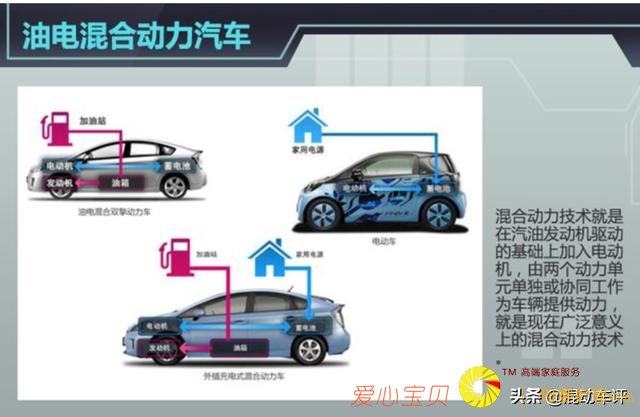 油电混合动力汽车
加油站
电动机
蓄电池
发动机
油箱
油电混合双擎动力车
家用电源
电动机
蓄电池
电动车
加油站
家用电源
电动机
蓄电池
发动机
油箱
外插充电式混合动力车
混合动力技术就是
在汽油发动机驱动
的基础上加入电动
机，由两个动力单
元单独或协同工作
为车辆提供动力，
就是现在广泛意义
上的混合动力技术
TM 高端家庭服务
爱心宝贝
头条@混动车评